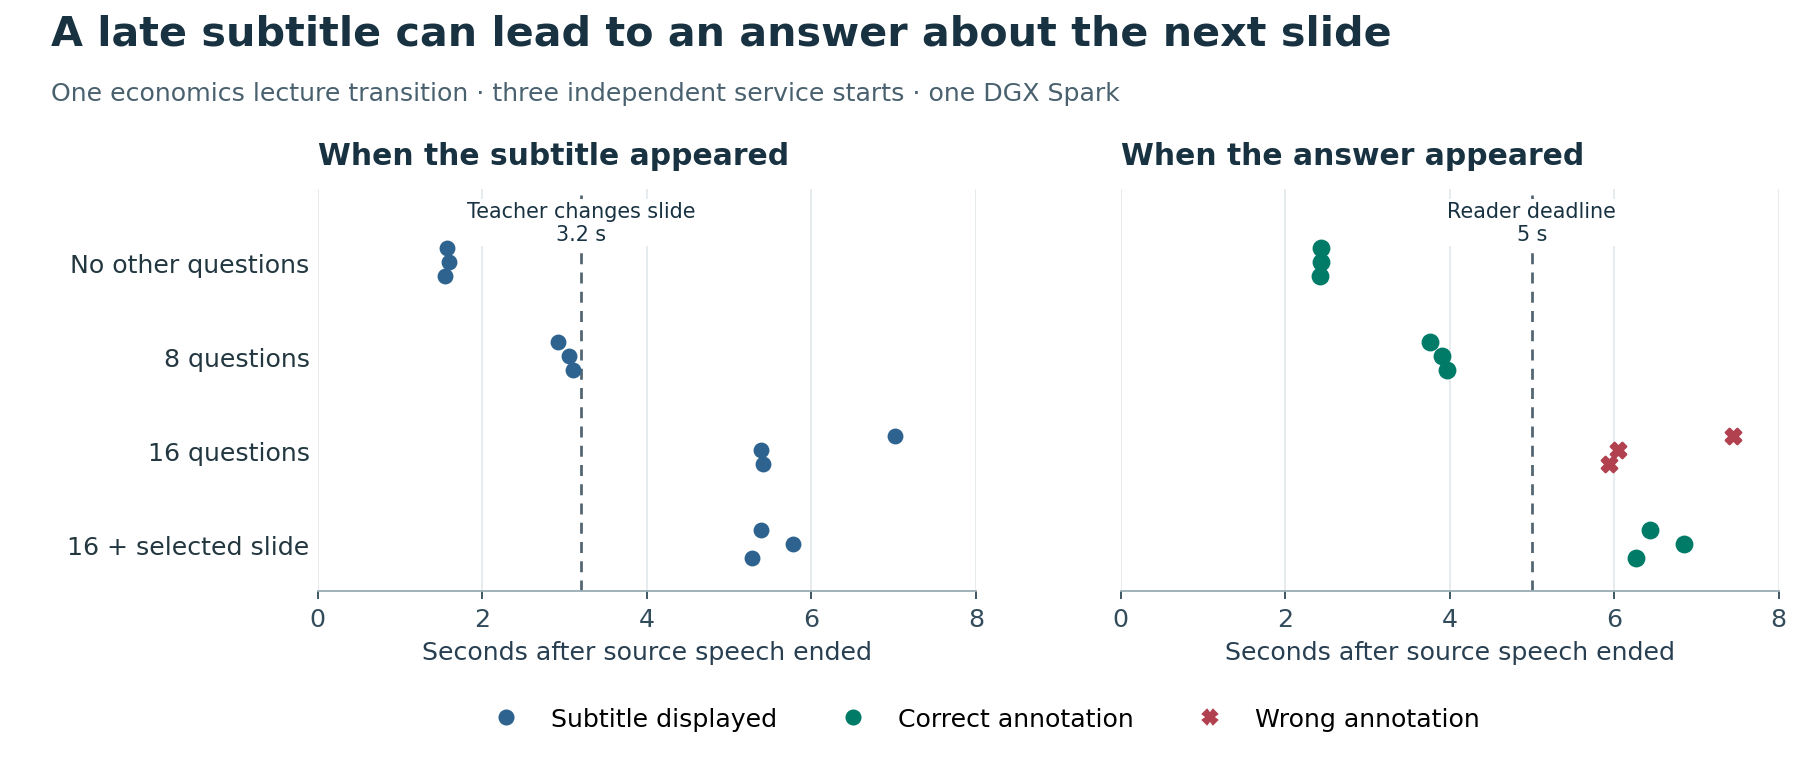 A late subtitle can lead to an answer about the next slide
One economics lecture transition · three independent service starts · one DGX Spark
When the subtitle appeared
Teacher changes slide
3.2 s
No other questions
8 questions
16 questions
16 + selected slide
0 2 4 6 8
Seconds after source speech ended
When the answer appeared
Reader deadline
5 s
0 2 4 6 8
Seconds after source speech ended
Subtitle displayed Correct annotation Wrong annotation